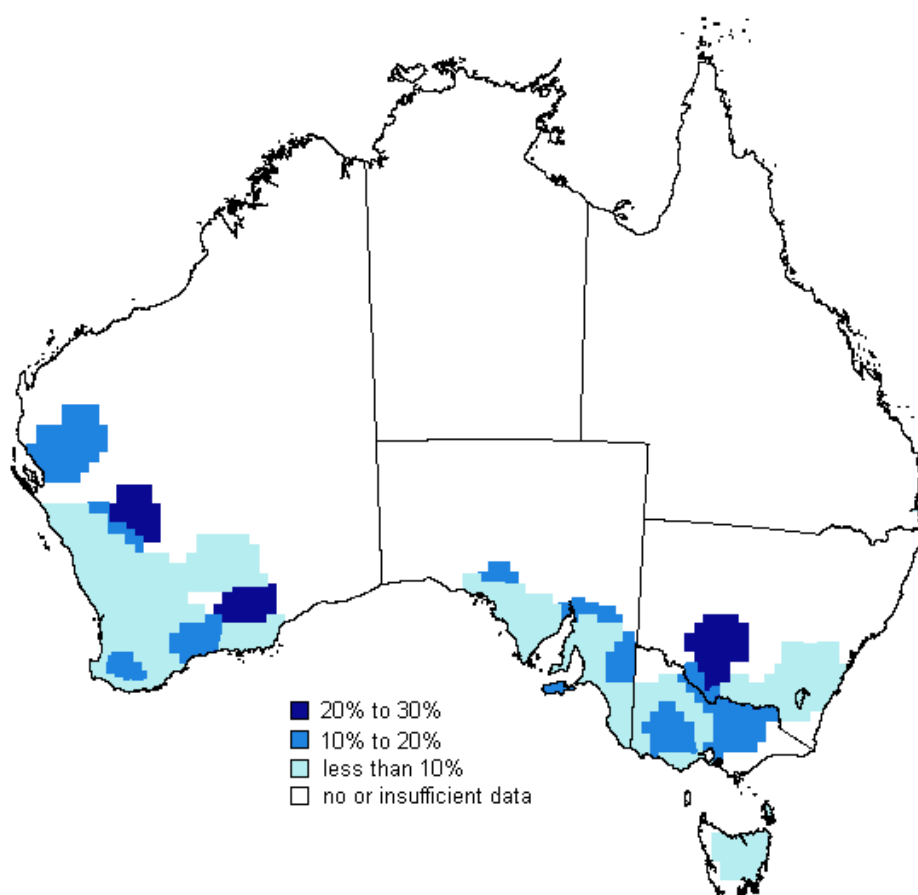 20% to 30%
10% to 20%
less than 10%
no or insufficient data